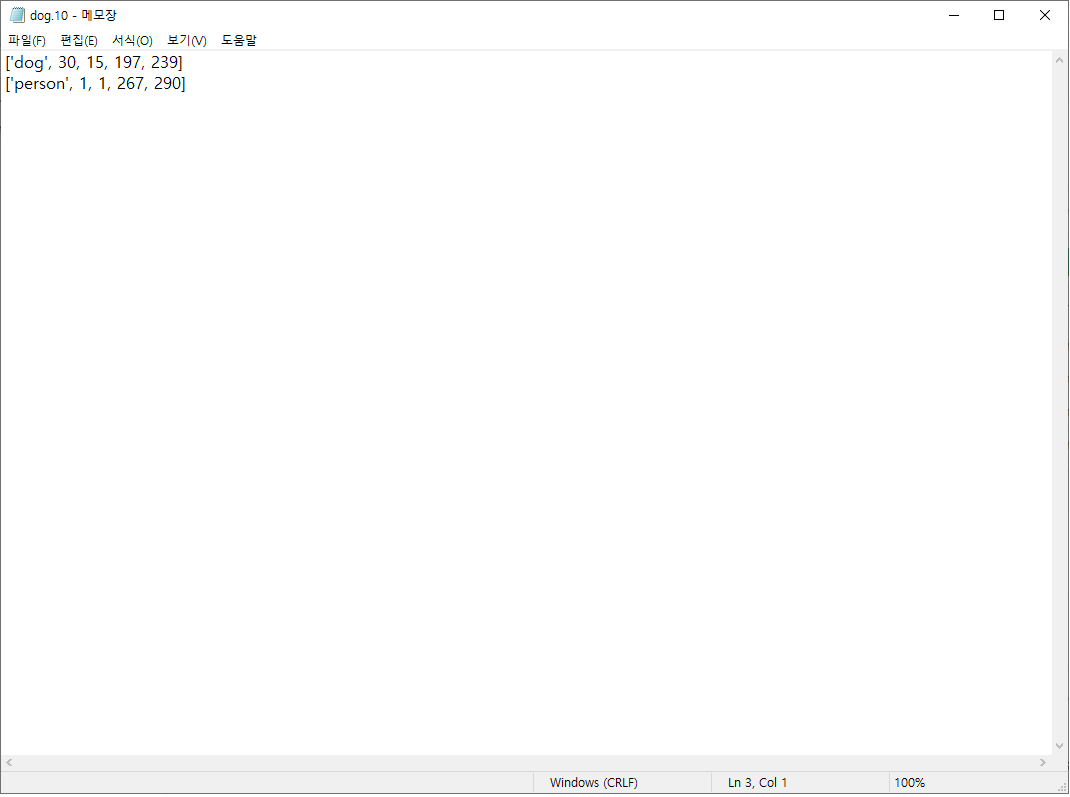 dog.10 - 메모장
파일(F) 편집(E) 서식(O) 보기(V) 도움말
['dog', 30, 15, 197, 239]
['person', 1, 1, 267, 290]
Windows (CRLF) Ln 3, Col 1 100%